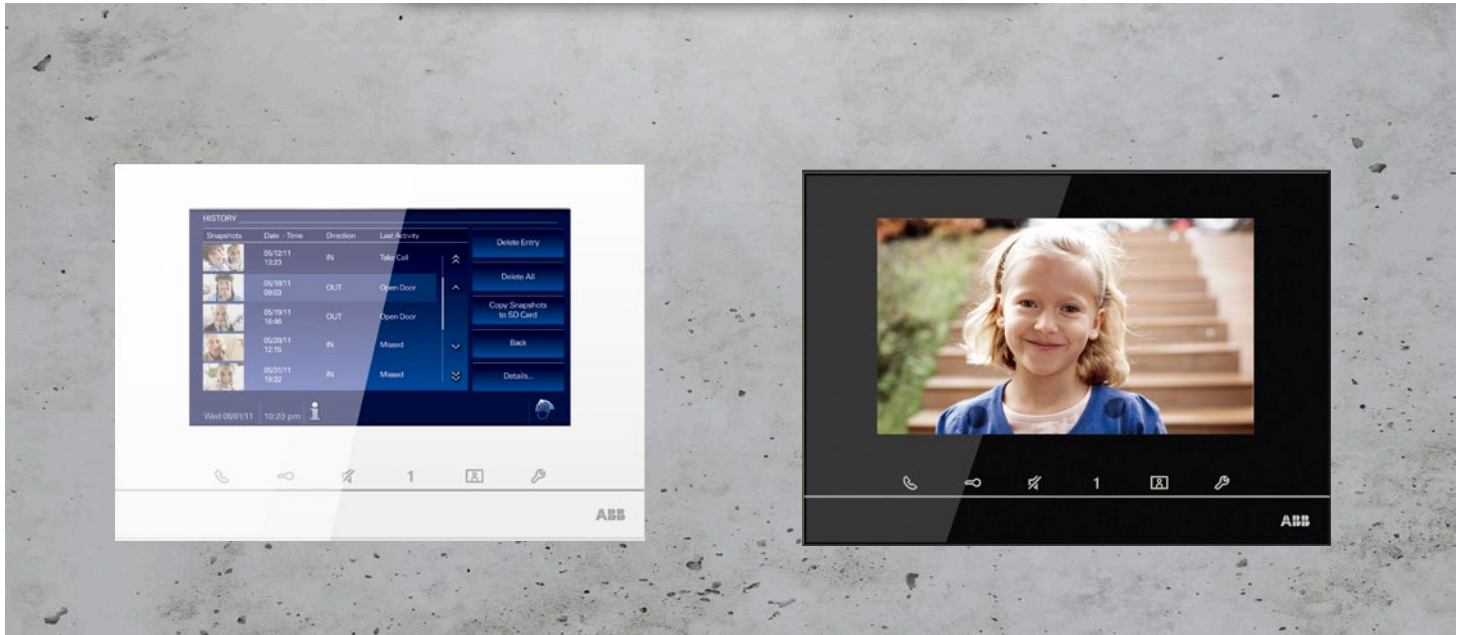 HISTORY
Snapshots Date - Time Direction Last Activity
05/12/11
13:23
IN Take Call
05/18/11
09:03
OUT Open Door
05/19/11
16:46
OUT Open Door
05/28/11
12:15
IN Missed
05/31/11
19:32
IN Missed
Delete Entry
Delete All
Copy Snapshots
to SD Card
Back
Details...
Wed 06/01/11 10:20 pm i
1
ABB
1
ABB